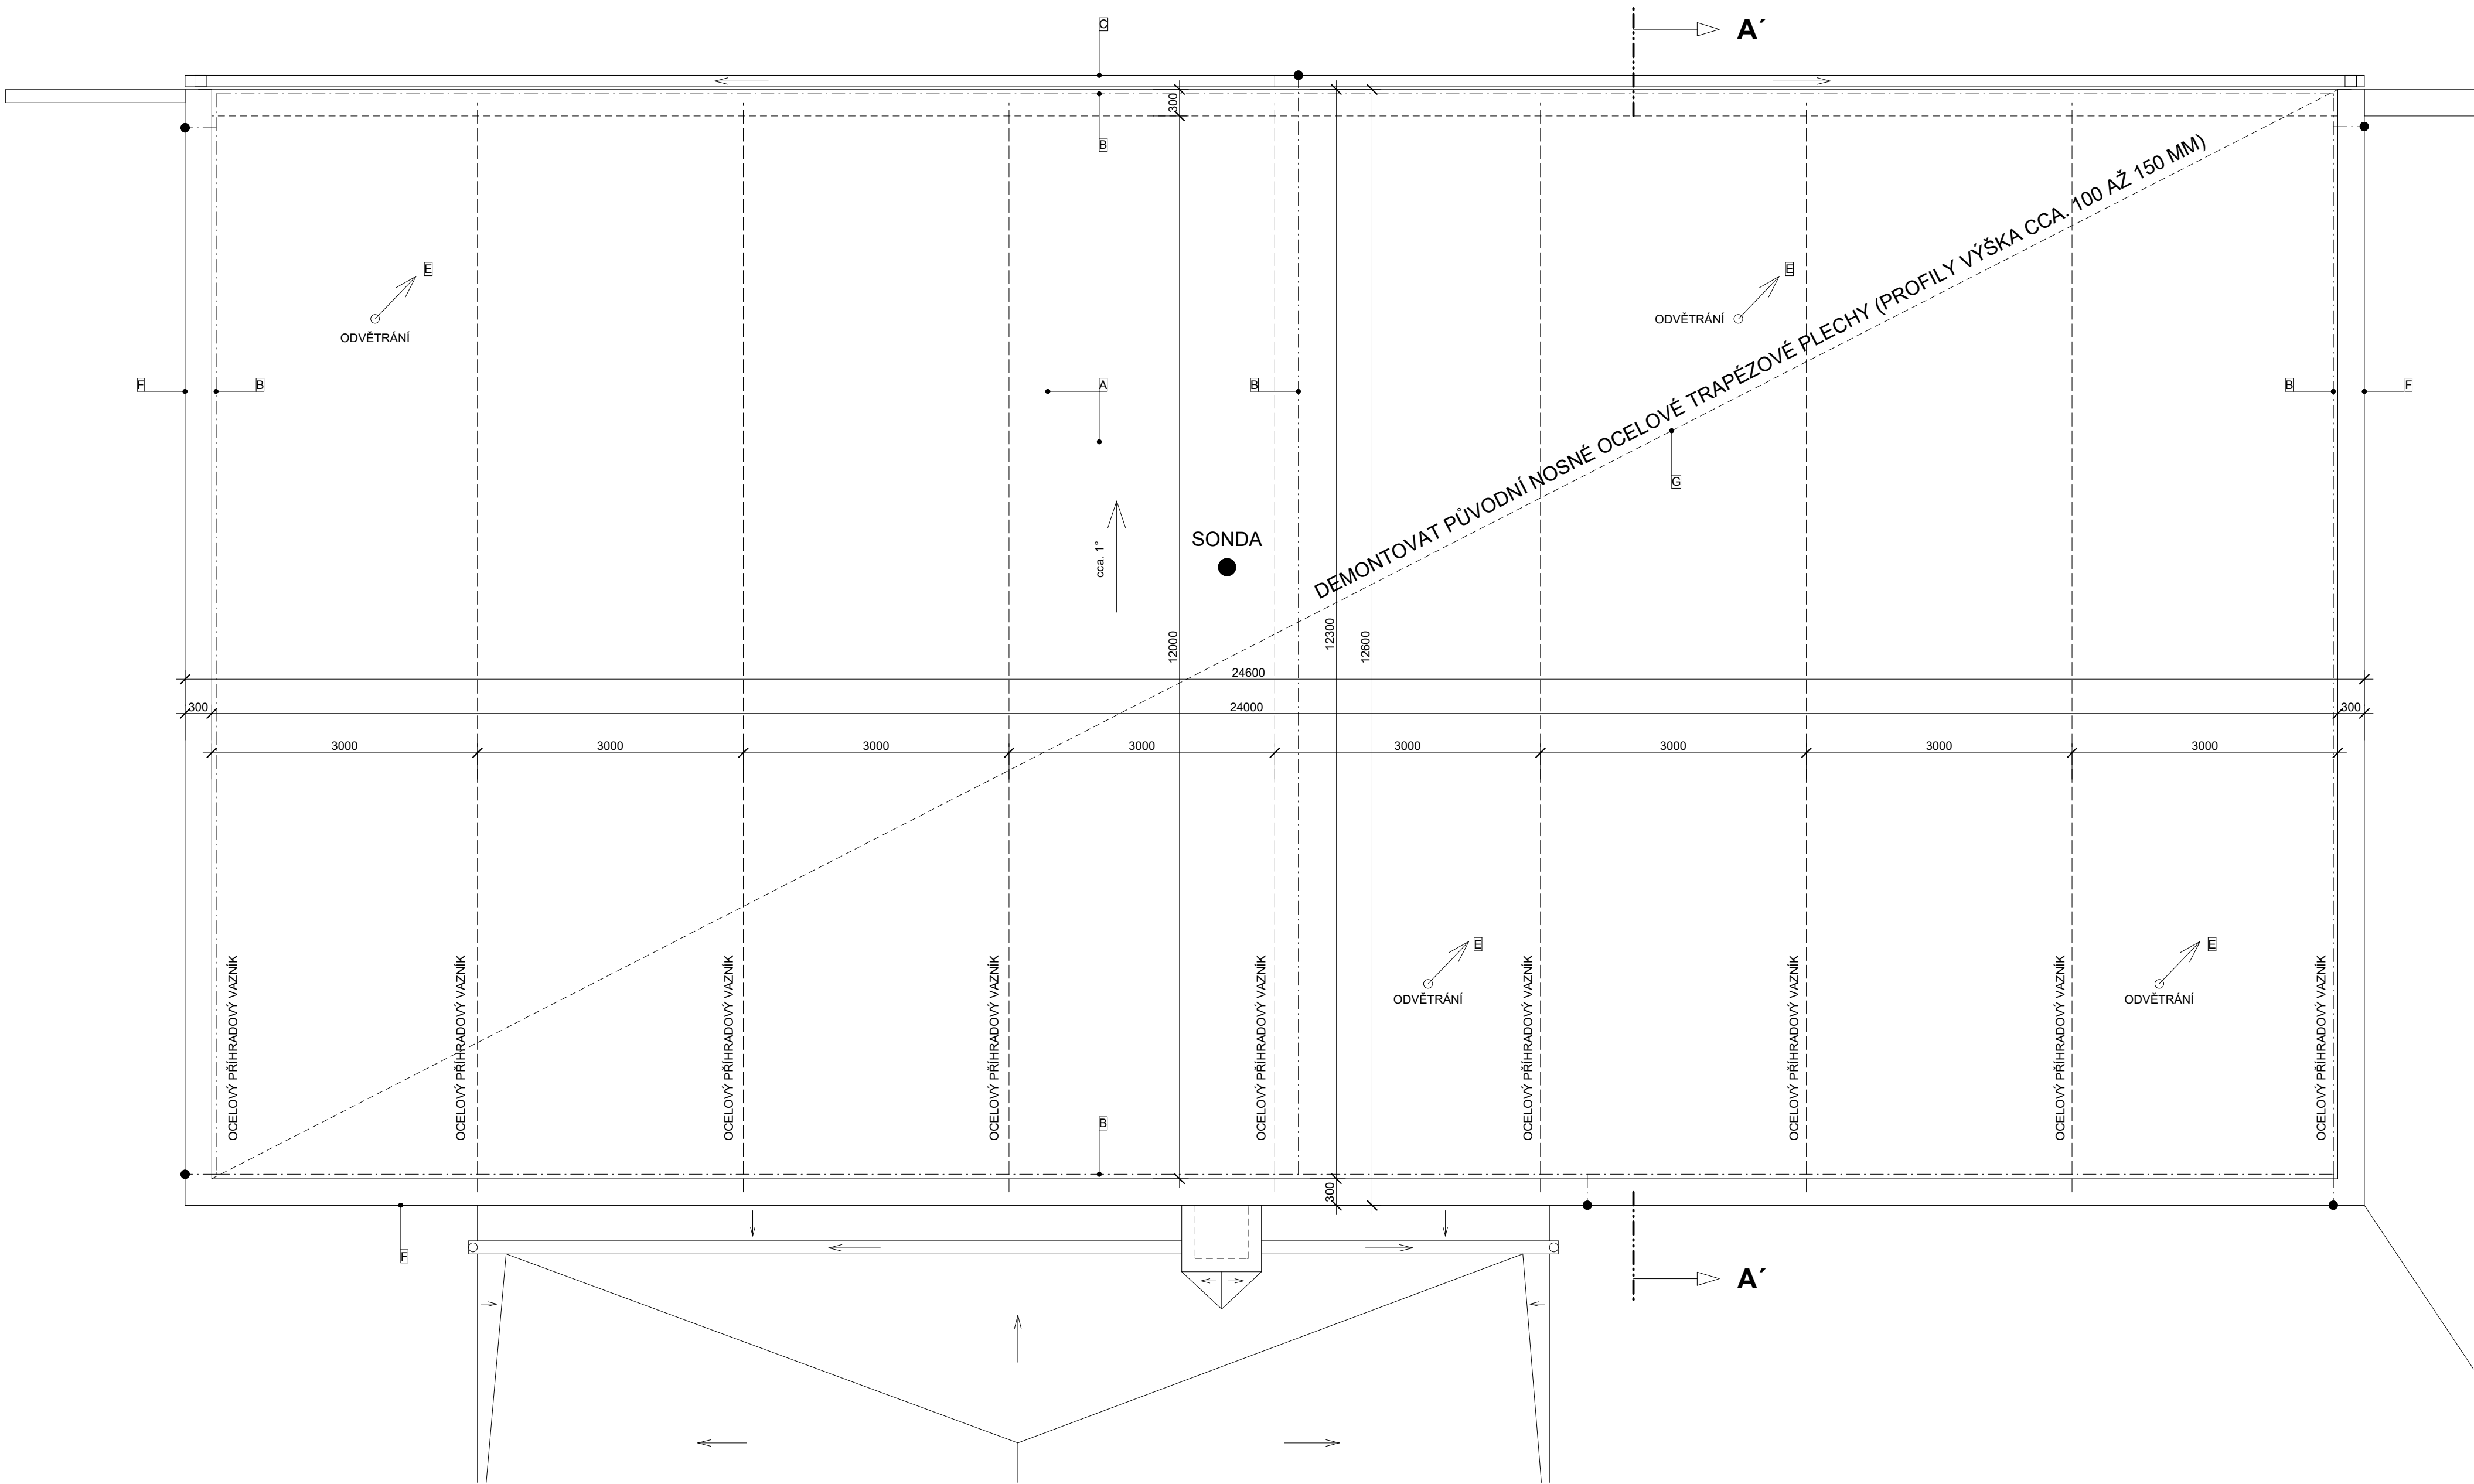 C
A´
300
B
E
ODVĚTRÁNÍ
E
ODVĚTRÁNÍ
DEMONTOVAT PŮVODNÍ NOSNÉ OCELOVÉ TRAPÉZOVÉ PLECHY (PROFILY VÝŠKA CCA. 100 AŽ 150 MM)
F
B
A
B
B
F
G
cca. 1°
SONDA
12000
12300
12600
24600
300
24000
300
3000
3000
3000
3000
3000
3000
3000
3000
E
ODVĚTRÁNÍ
E
ODVĚTRÁNÍ
OCELOVÝ PŘÍHRADOVÝ VAZNÍK
OCELOVÝ PŘÍHRADOVÝ VAZNÍK
OCELOVÝ PŘÍHRADOVÝ VAZNÍK
OCELOVÝ PŘÍHRADOVÝ VAZNÍK
OCELOVÝ PŘÍHRADOVÝ VAZNÍK
OCELOVÝ PŘÍHRADOVÝ VAZNÍK
OCELOVÝ PŘÍHRADOVÝ VAZNÍK
OCELOVÝ PŘÍHRADOVÝ VAZNÍK
OCELOVÝ PŘÍHRADOVÝ VAZNÍK
B
300
F
A´